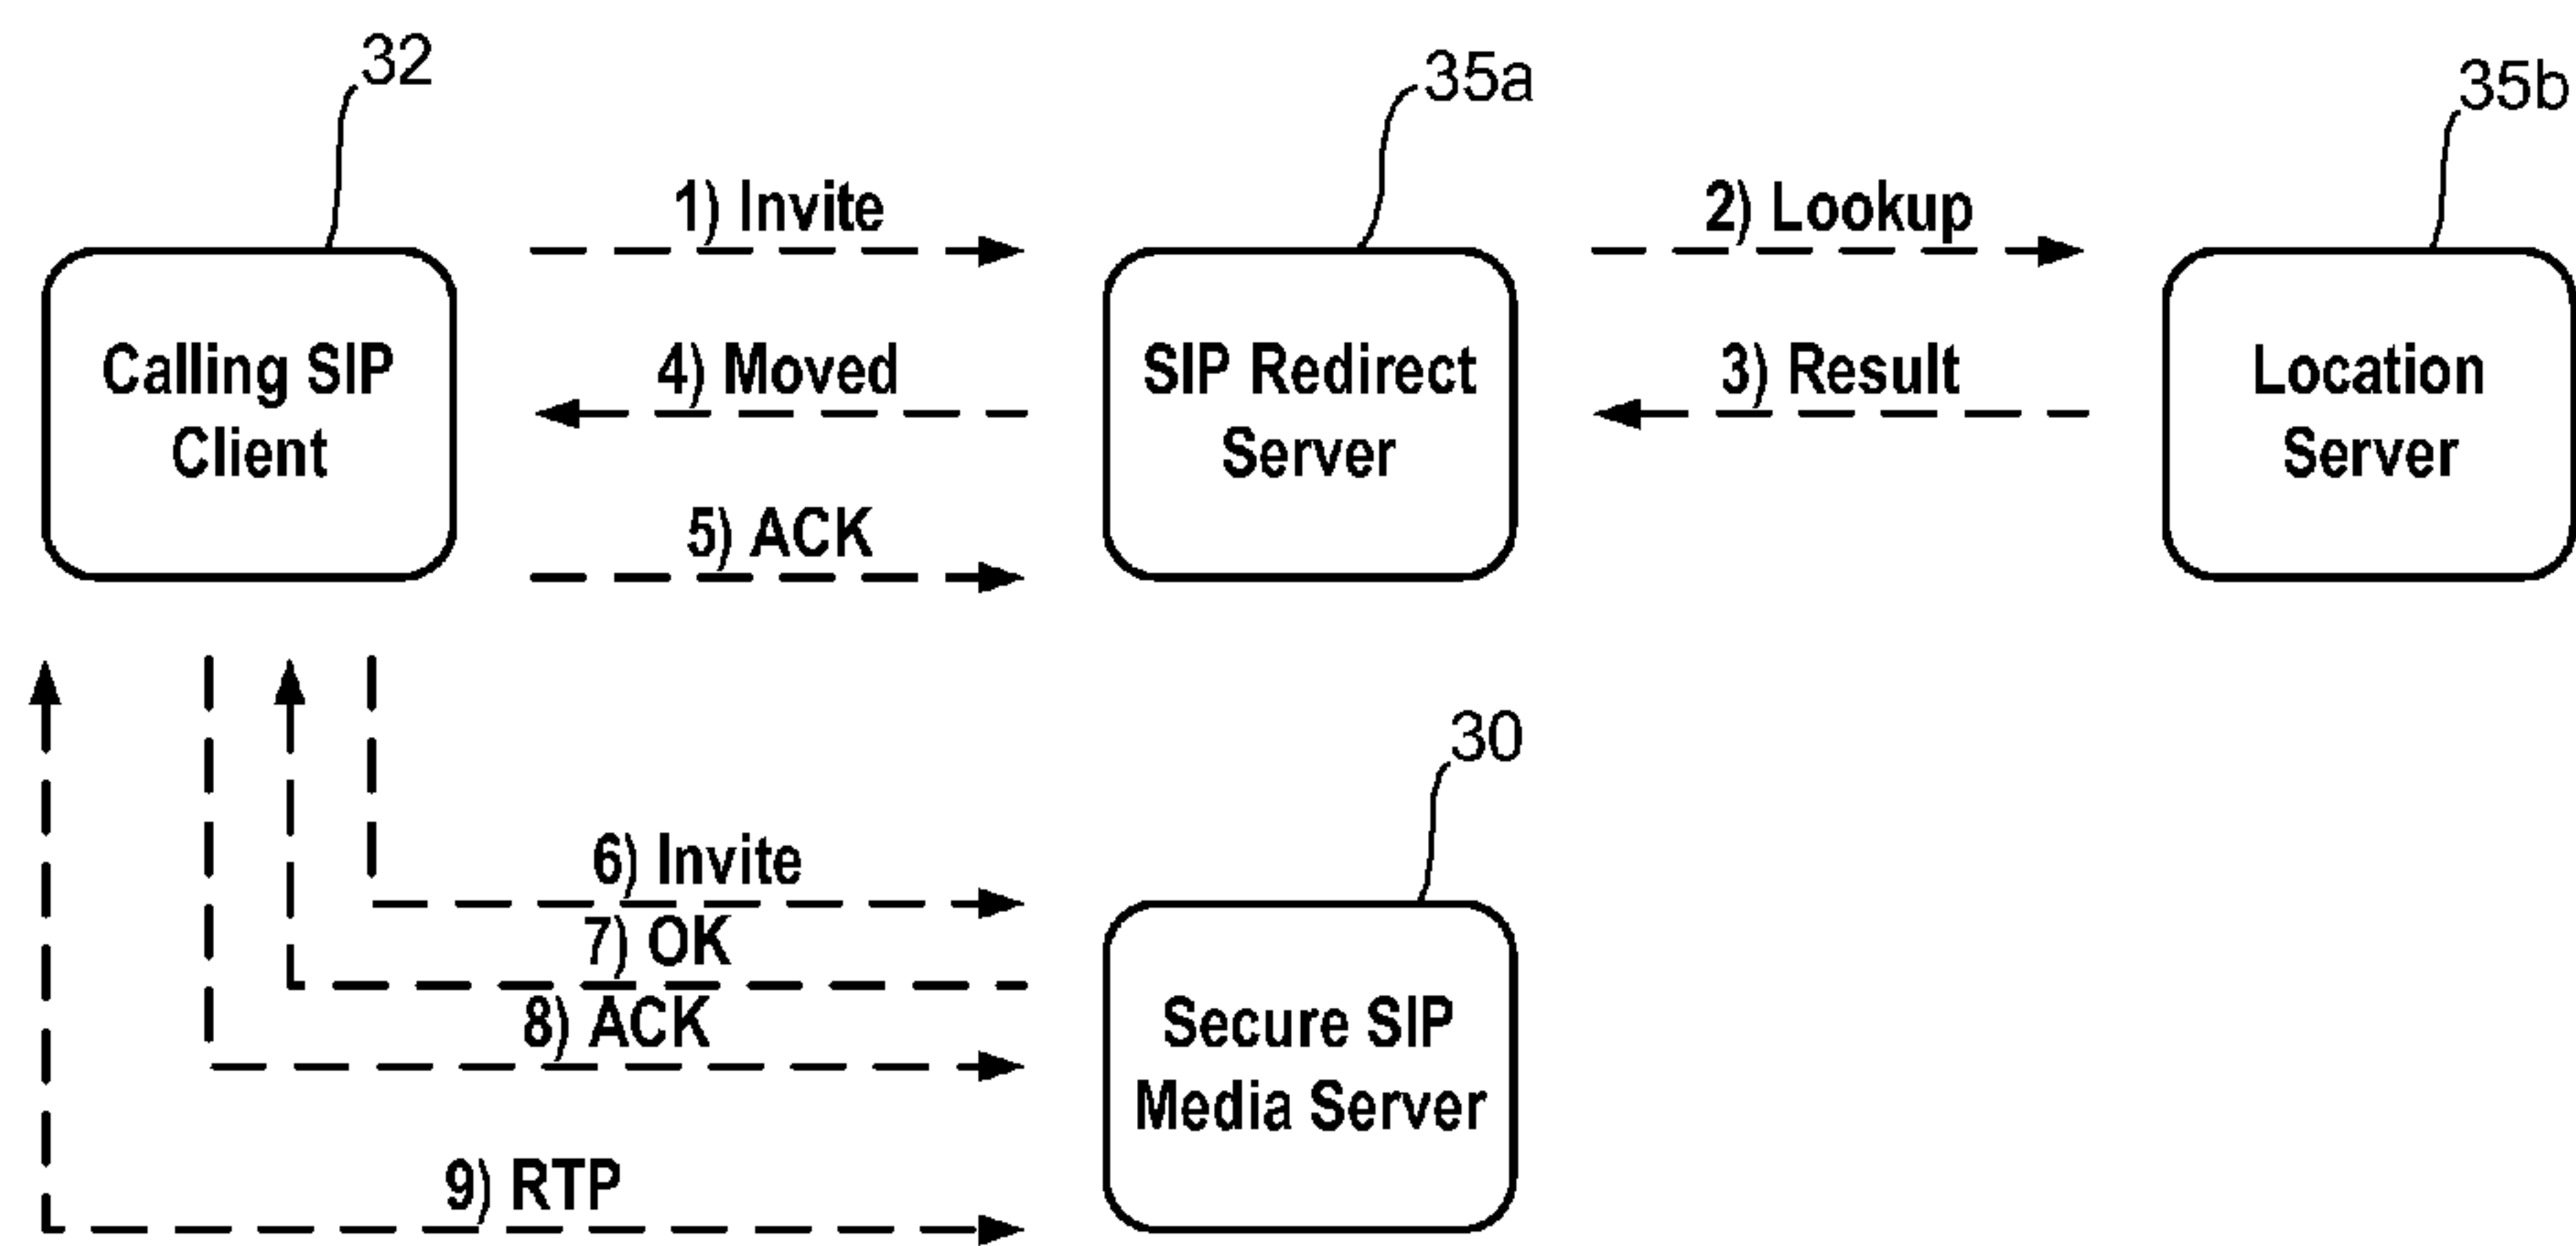 32
35a
35b
1) Invite
2) Lookup
Calling SIP
Client
4) Moved
SIP Redirect
Server
3) Result
Location
Server
5) ACK
30
6) Invite
7) OK
8) ACK
Secure SIP
Media Server
9) RTP